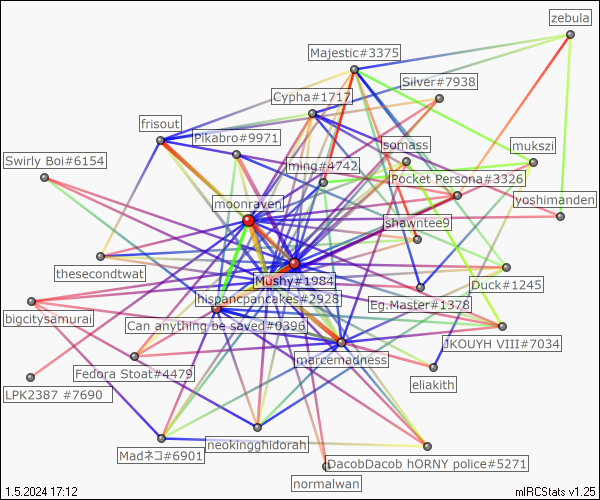 zebula
Majestic#3375
Silver#7938
Cypha#1717
frisout
Pikabro#9971
somass
mukszi
Swirly Boi#6154
ming#4742
Pocket Persona#3326
moonraven
yoshimanden
shawntee9
thesecondtwat
Mushy#1984
Duck#1245
hispancpancakes#2928
Eg.Master#1378
bigcitysamurai
Can anything be saved#0396
JKOUYH VIII#7034
marcemadness
Fedora Stoat#4479
eliakith
LPK2387 #7690
neokingghidorah
Madネコ#6901
DacobDacob hORNY police#5271
normalwan
1.5.2024 17:12
mIRCStats v1.25